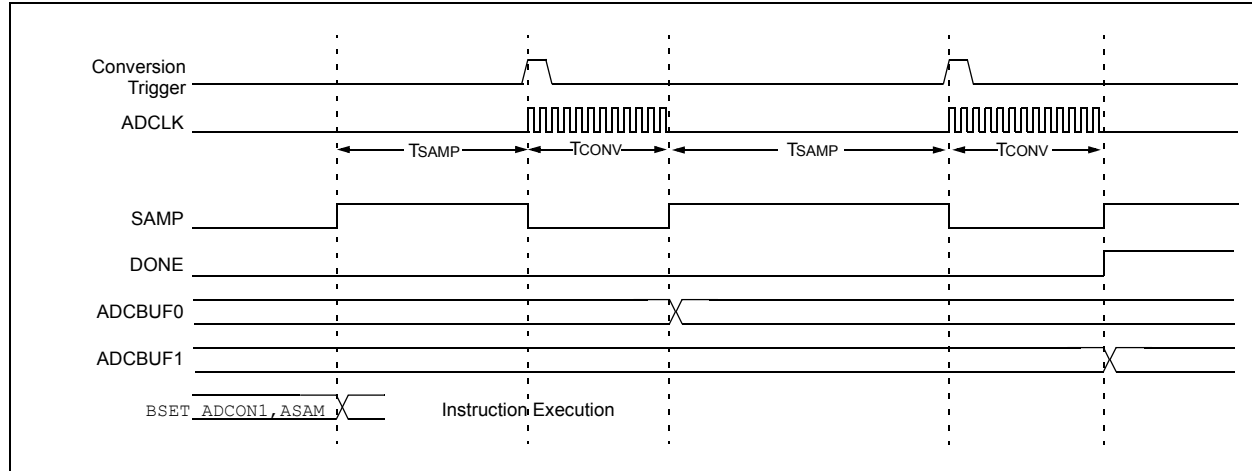 Conversion
Trigger
ADCLK
TSAMP TCONV TSAMP TCONV
SAMP
DONE
ADCBUF0
ADCBUF1
BSET ADCON1,ASAM Instruction Execution